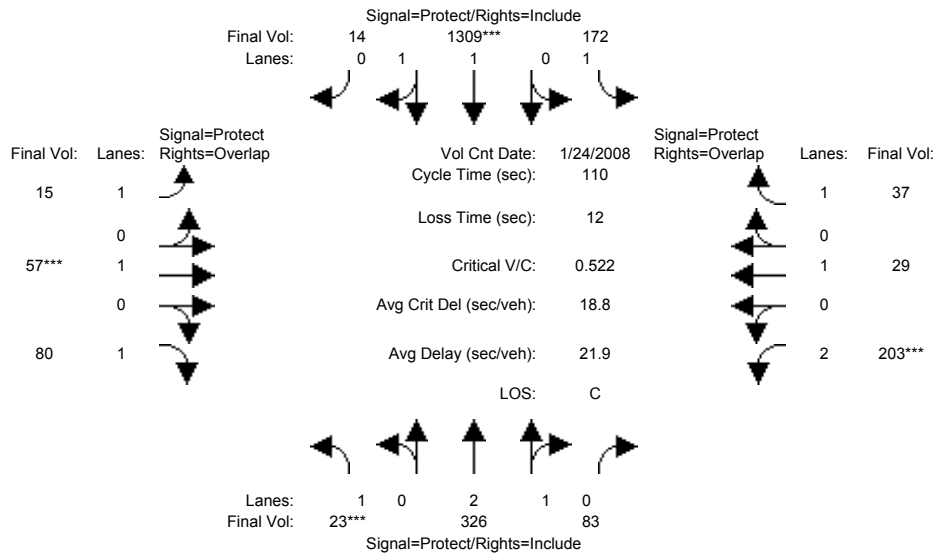 Signal=Protect/Rights=Include
Final Vol: 14 1309*** 172
Lanes: 0 1 1 0 1
Signal=Protect Signal=Protect
Final Vol: Lanes: Rights=Overlap Vol Cnt Date: 1/24/2008 Rights=Overlap Lanes: Final Vol:
Cycle Time (sec): 110
15 1 1 37
Loss Time (sec): 12
0 0
57*** 1 Critical V/C: 0.522 1 29
0 Avg Crit Del (sec/veh): 18.8 0
80 1 Avg Delay (sec/veh): 21.9 2 203***
LOS: C
Lanes: 1 0 2 1 0
Final Vol: 23*** 326 83
Signal=Protect/Rights=Include